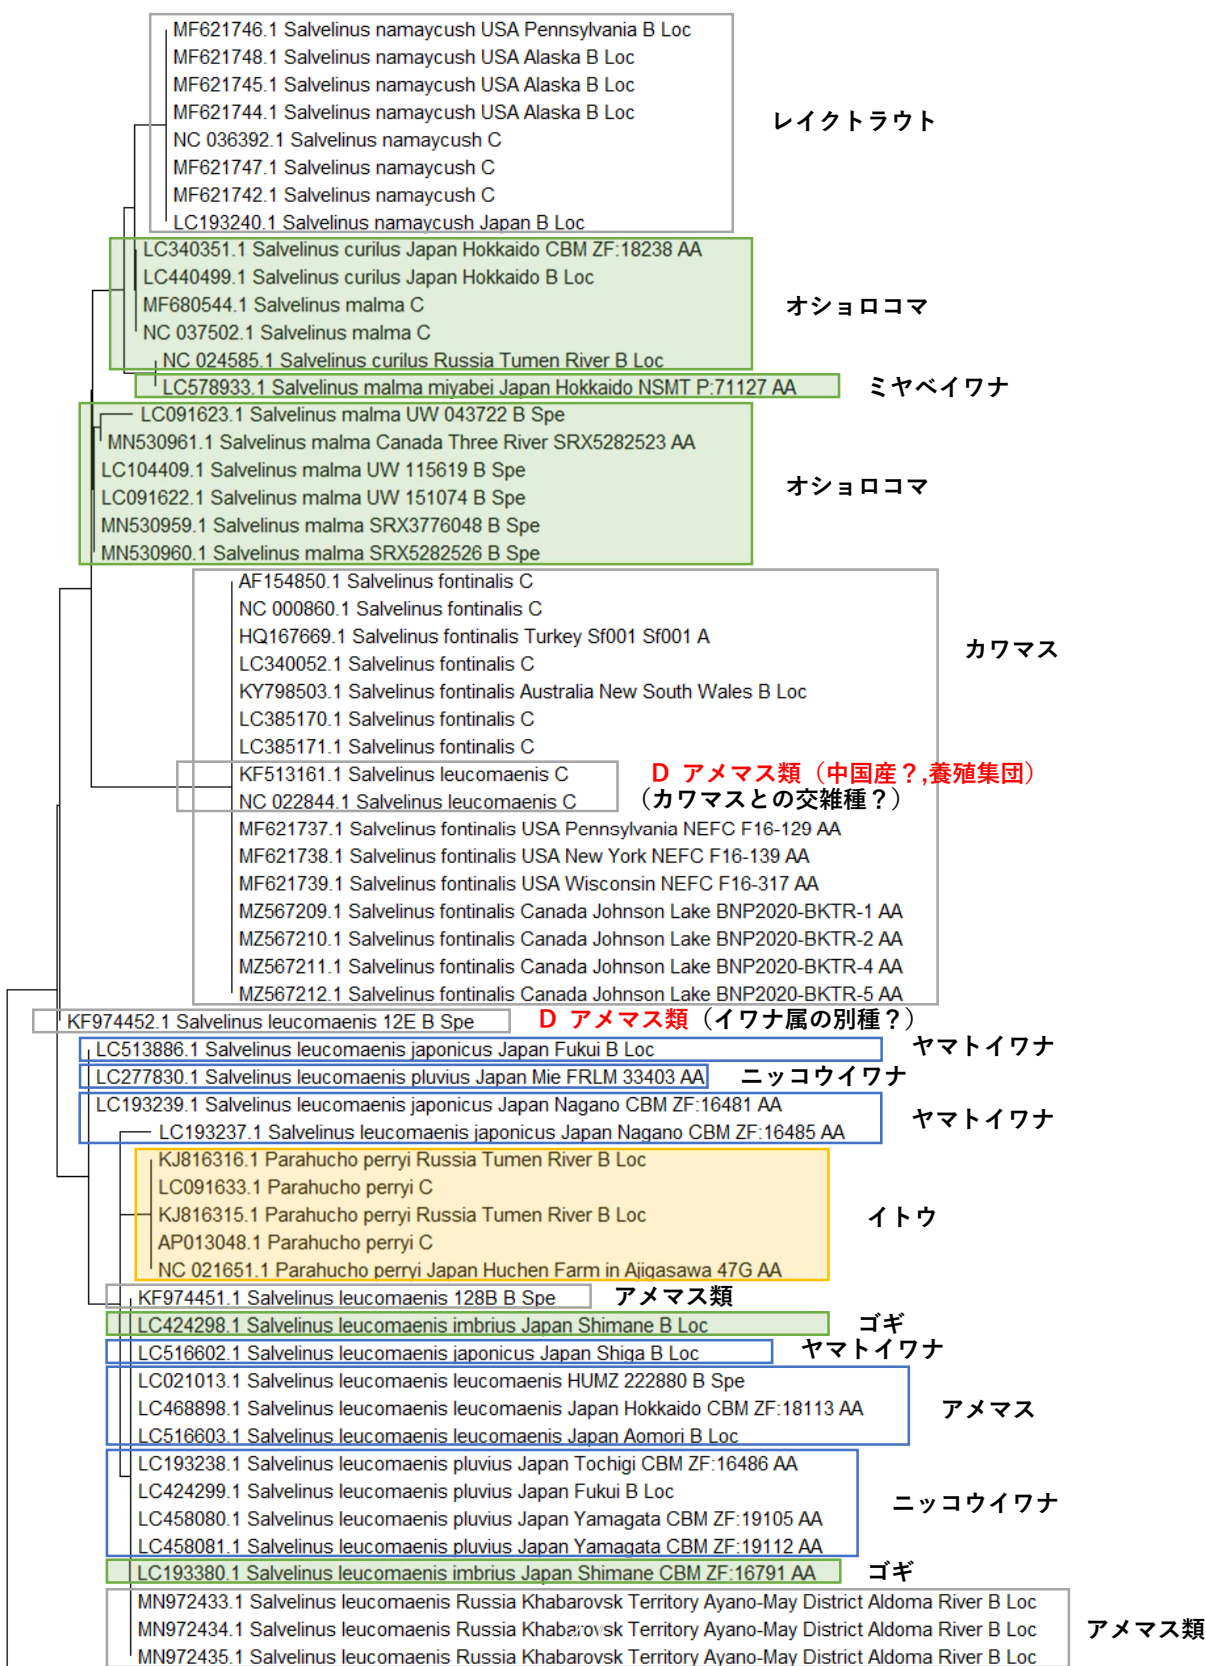 MF621746.1 Salvelinus namaycush USA Pennsylvania B Loc
MF621748.1 Salvelinus namaycush USA Alaska B Loc
MF621745.1 Salvelinus namaycush USA Alaska B Loc
MF621744.1 Salvelinus namaycush USA Alaska B Loc
レイクトラウト
NC 036392.1 Salvelinus namaycush C
MF621747.1 Salvelinus namaycush C
MF621742.1 Salvelinus namaycush C
LC193240.1 Salvelinus namaycush Japan B Loc
LC340351.1 Salvelinus curilus Japan Hokkaido CBM ZF:18238 AA
LC440499.1 Salvelinus curilus Japan Hokkaido B Loc
MF680544.1 Salvelinus malma C
オショロコマ
NC 037502.1 Salvelinus malma C
NC 024585.1 Salvelinus curilus Russia Tumen River B Loc
LC578933.1 Salvelinus malma miyabei Japan Hokkaido NSMT P:71127 AA
ミヤベイワナ
LC091623.1 Salvelinus malma UW 043722 B Spe
MN530961.1 Salvelinus malma Canada Three River SRX5282523 AA
LC104409.1 Salvelinus malma UW 115619 B Spe
オショロコマ
LC091622.1 Salvelinus malma UW 151074 B Spe
MN530959.1 Salvelinus malma SRX3776048 B Spe
MN530960.1 Salvelinus malma SRX5282526 B Spe
AF154850.1 Salvelinus fontinalis C
NC 000860.1 Salvelinus fontinalis C
HQ167669.1 Salvelinus fontinalis Turkey Sf001 Sf001 A
カワマス
LC340052.1 Salvelinus fontinalis C
KY798503.1 Salvelinus fontinalis Australia New South Wales B Loc
LC385170.1 Salvelinus fontinalis C
LC385171.1 Salvelinus fontinalis C
KF513161.1 Salvelinus leucomaenis C
D アメマス類（中国産？,養殖集団）
NC 022844.1 Salvelinus leucomaenis C
（カワマスとの交雑種？）
MF621737.1 Salvelinus fontinalis USA Pennsylvania NEFC F16-129 AA
MF621738.1 Salvelinus fontinalis USA New York NEFC F16-139 AA
MF621739.1 Salvelinus fontinalis USA Wisconsin NEFC F16-317 AA
MZ567209.1 Salvelinus fontinalis Canada Johnson Lake BNP2020-BKTR-1 AA
MZ567210.1 Salvelinus fontinalis Canada Johnson Lake BNP2020-BKTR-2 AA
MZ567211.1 Salvelinus fontinalis Canada Johnson Lake BNP2020-BKTR-4 AA
MZ567212.1 Salvelinus fontinalis Canada Johnson Lake BNP2020-BKTR-5 AA
KF974452.1 Salvelinus leucomaenis 12E B Spe
D アメマス類（イワナ属の別種？）
LC513886.1 Salvelinus leucomaenis japonicus Japan Fukui B Loc
ヤマトイワナ
LC277830.1 Salvelinus leucomaenis pluvius Japan Mie FRLM 33403 AA
ニッコウイワナ
LC193239.1 Salvelinus leucomaenis japonicus Japan Nagano CBM ZF:16481 AA
ヤマトイワナ
LC193237.1 Salvelinus leucomaenis japonicus Japan Nagano CBM ZF:16485 AA
KJ816316.1 Parahucho perryi Russia Tumen River B Loc
LC091633.1 Parahucho perryi C
KJ816315.1 Parahucho perryi Russia Tumen River B Loc
イトウ
AP013048.1 Parahucho perryi C
NC 021651.1 Parahucho perryi Japan Huchen Farm in Ajigasawa 47G AA
KF974451.1 Salvelinus leucomaenis 128B B Spe
アメマス類
LC424298.1 Salvelinus leucomaenis imbrius Japan Shimane B Loc
ゴギ
LC516602.1 Salvelinus leucomaenis japonicus Japan Shiga B Loc
ヤマトイワナ
LC021013.1 Salvelinus leucomaenis leucomaenis HUMZ 222880 B Spe
LC468898.1 Salvelinus leucomaenis leucomaenis Japan Hokkaido CBM ZF:18113 AA
アメマス
LC516603.1 Salvelinus leucomaenis leucomaenis Japan Aomori B Loc
LC193238.1 Salvelinus leucomaenis pluvius Japan Tochigi CBM ZF:16486 AA
LC424299.1 Salvelinus leucomaenis pluvius Japan Fukui B Loc
ニッコウイワナ
LC458080.1 Salvelinus leucomaenis pluvius Japan Yamagata CBM ZF:19105 AA
LC458081.1 Salvelinus leucomaenis pluvius Japan Yamagata CBM ZF:19112 AA
LC193380.1 Salvelinus leucomaenis imbrius Japan Shimane CBM ZF:16791 AA
ゴギ
MN972433.1 Salvelinus leucomaenis Russia Khabarovsk Territory Ayano-May District Aldoma River B Loc
MN972434.1 Salvelinus leucomaenis Russia Khabarovsk Territory Ayano-May District Aldoma River B Loc
アメマス類
MN972435.1 Salvelinus leucomaenis Russia Khabarovsk Territory Ayano-May District Aldoma River B Loc